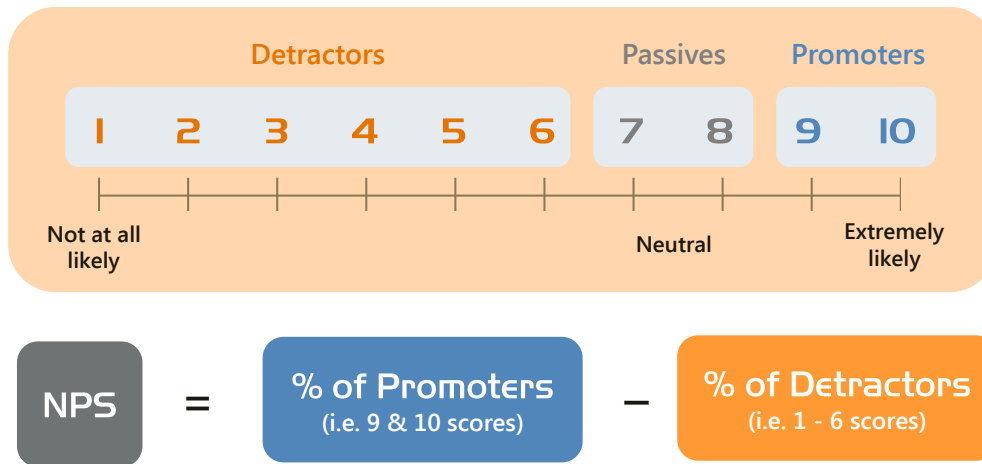 Detractors Passives Promoters
1 2 3 4 5 6 7 8 9 10
Not at all
likely
Neutral
Extremely
likely
NPS = % of Promoters – % of Detractors
(i.e. 9 & 10 scores) (i.e. 1 - 6 scores)